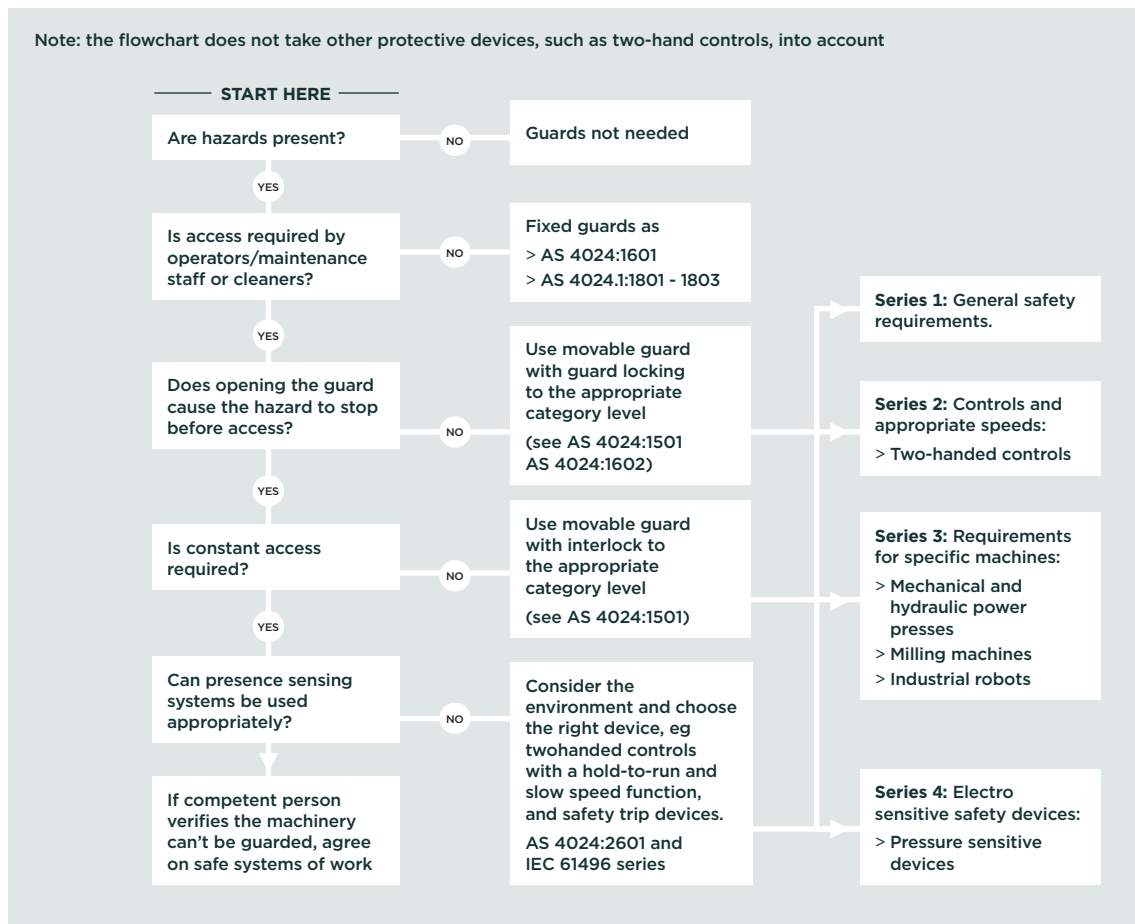 Note: the flowchart does not take other protective devices, such as two-hand controls, into account
START HERE
Are hazards present?
NO
Guards not needed
YES
Is access required by
operators/maintenance
staff or cleaners?
NO
Fixed guards as
> AS 4024:1601
> AS 4024.1:1801 - 1803
YES
Does opening the guard
cause the hazard to stop
before access?
NO
Use movable guard
with guard locking
to the appropriate
category level
(see AS 4024:1501
AS 4024:1602)
YES
Is constant access
required?
NO
Use movable guard
with interlock to
the appropriate
category level
(see AS 4024:1501)
YES
Can presence sensing
systems be used
appropriately?
NO
Consider the
environment and choose
the right device, eg
twohanded controls
with a hold-to-run and
slow speed function,
and safety trip devices.
AS 4024:2601 and
IEC 61496 series
If competent person
verifies the machinery
can’t be guarded, agree
on safe systems of work
Series 1: General safety
requirements.
Series 2: Controls and
appropriate speeds:
> Two-handed controls
Series 3: Requirements
for specific machines:
> Mechanical and
hydraulic power
presses
> Milling machines
> Industrial robots
Series 4: Electro
sensitive safety devices:
> Pressure sensitive
devices